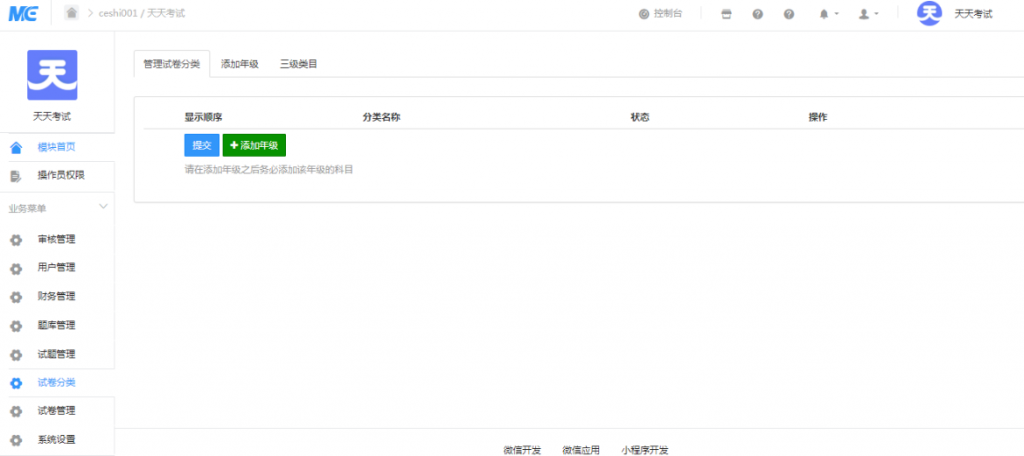 MCE
ceshi001 / 天天考试
控制台
天
天天考试
天
天天考试
模块首页
操作员权限
业务菜单
审核管理
用户管理
财务管理
题库管理
试题管理
试卷分类
试卷管理
系统设置
管理试卷分类 添加年级 三级类目
显示顺序 分类名称 状态 操作
提交 添加年级
请在添加年级之后务必添加该年级的科目
微信开发 微信应用 小程序开发